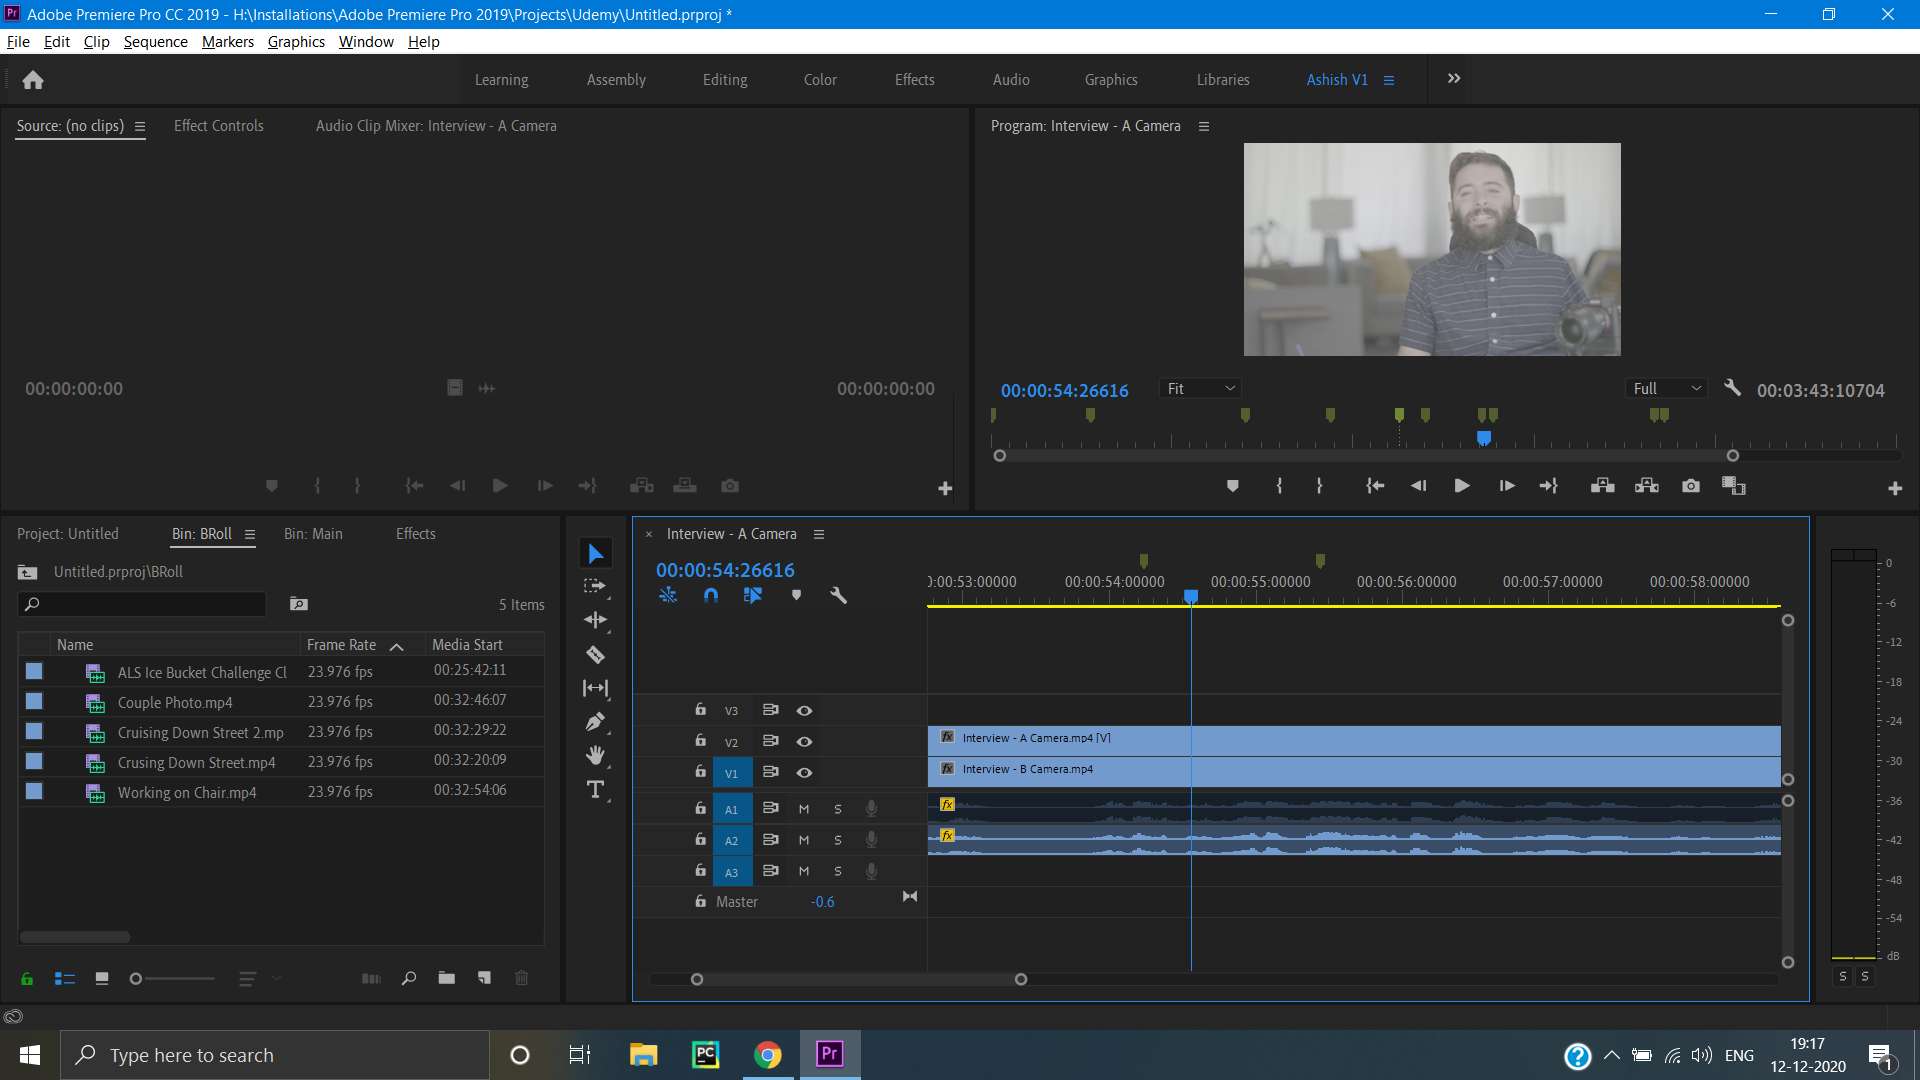 Pr Adobe Premiere Pro CC 2019 - H:\Installations\Adobe Premiere Pro 2019\Projects\Udemy\Untitled.prproj *
File Edit Clip Sequence Markers Graphics Window Help
Learning Assembly Editing Color Effects Audio Graphics Libraries Ashish V1
Source: (no clips) Effect Controls Audio Clip Mixer: Interview - A Camera
Program: Interview - A Camera
00:00:00:00 00:00:00:00
00:00:54:26616 Fit Full 00:03:43:10704
Project: Untitled Bin: BRoll Bin: Main Effects
Untitled.prproj\BRoll
5 Items
Name Frame Rate Media Start
ALS Ice Bucket Challenge Cl 23.976 fps 00:25:42:11
Couple Photo.mp4 23.976 fps 00:32:46:07
Cruising Down Street 2.mp 23.976 fps 00:32:29:22
Crusing Down Street.mp4 23.976 fps 00:32:20:09
Working on Chair.mp4 23.976 fps 00:32:54:06
T
× Interview - A Camera
00:00:54:26616
):00:53:00000 00:00:54:00000 00:00:55:00000 00:00:56:00000 00:00:57:00000 00:00:58:00000
V3
V2 fx Interview - A Camera.mp4 [V]
V1 fx Interview - B Camera.mp4
A1 M S fx
A2 M S fx
A3 M S
Master -0.6
0
-6
-12
-18
-24
-30
-36
-42
-48
-54
dB
S S
Type here to search
PC
Pr
ENG
19:17
12-12-2020
1